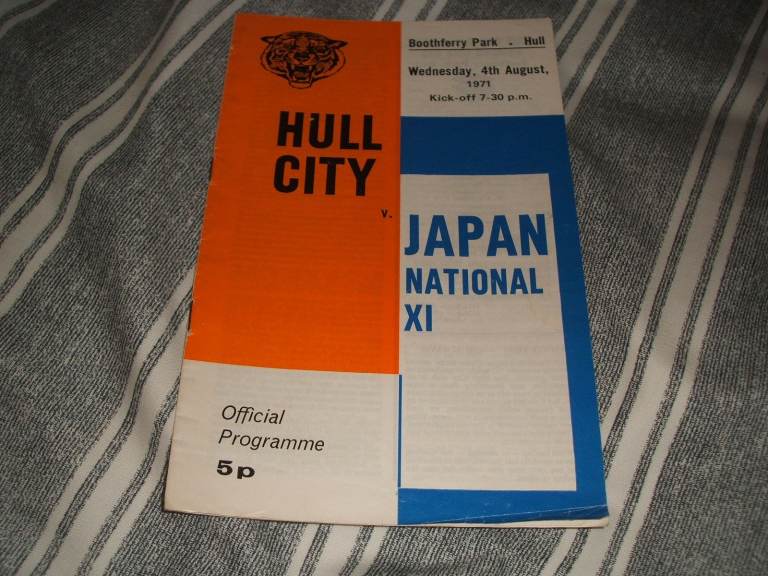 Boothferry Park . Hull
Wednesday, 4th August,
1971
Kick-off 7-30 p.m.
HULL
CITY
v.
JAPAN
NATIONAL
XI
Official
Programme
5p